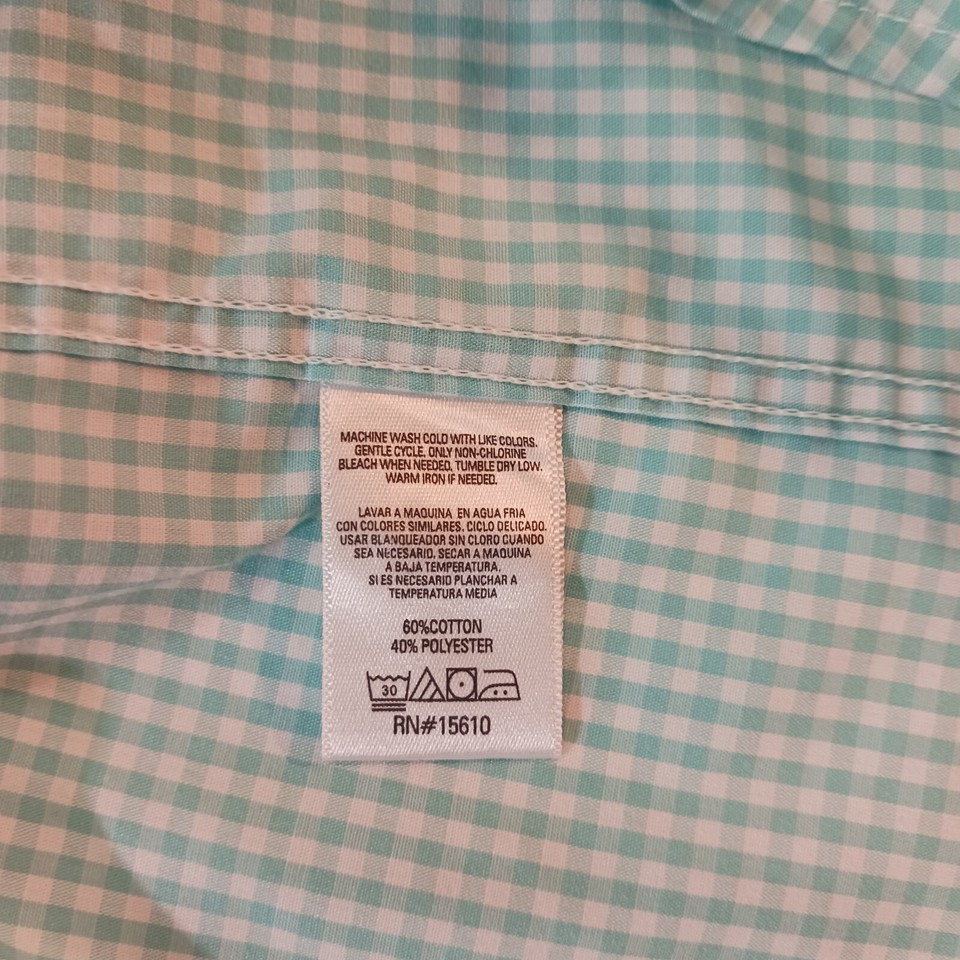 MACHINE WASH COLD WITH LIKE COLORS.
GENTLE CYCLE, ONLY NON-CHLORINE
BLEACH WHEN NEEDED, TUMBLE DRY LOW.
WARM IRON IF NEEDED.
LAVAR A MAQUINA EN AGUA FRIA
CON COLORES SIMILARES. CICLO DELICADO.
USAR BLANQUEADOR SIN CLORO CUANDO
SEA NECESARIO. SECAR A MAQUINA
A BAJA TEMPERATURA.
SI ES NECESARIO PLANCHAR A
TEMPERATURA MEDIA
60%COTTON
40% POLYESTER
30
RN#15610